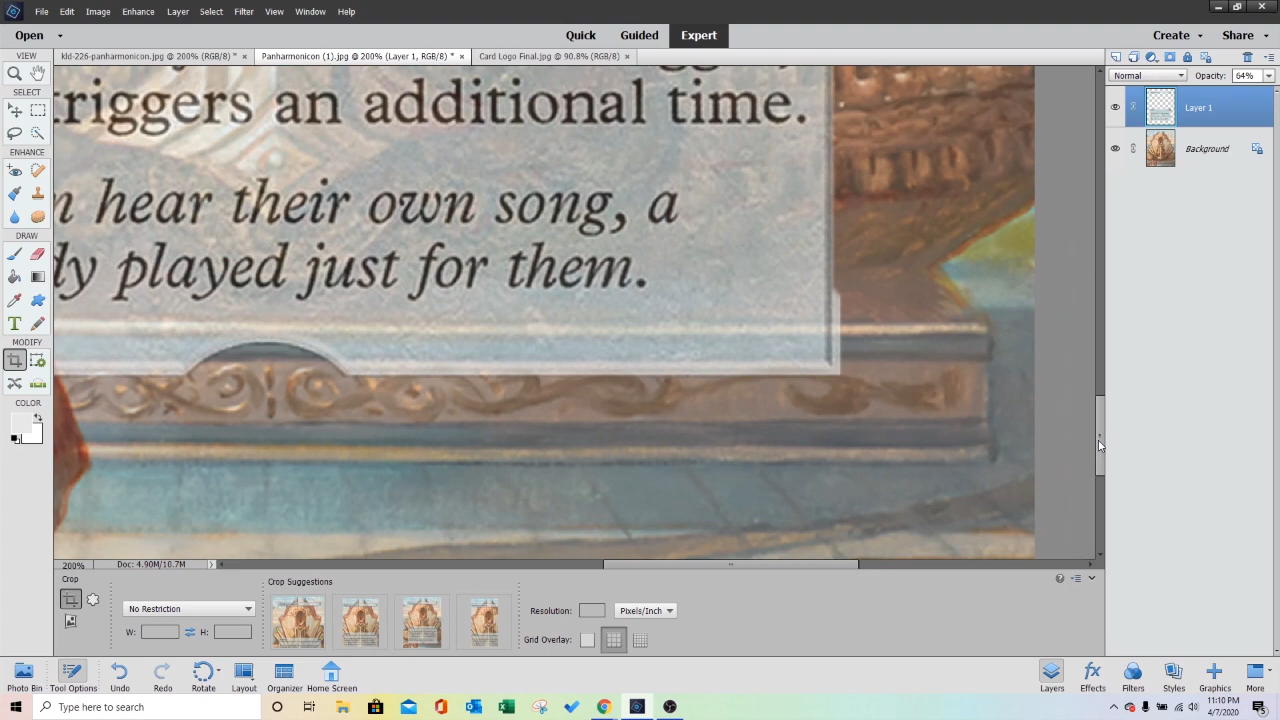 File Edit Image Enhance Layer Select Filter View Window Help
Open Quick Guided Expert Create Share
VIEW kld-226-panharmonicon.jpg @ 200% (RGB/8) * × Panharmonicon (1).jpg @ 200% (Layer 1, RGB/8) * × Card Logo Final.jpg @ 90.8% (RGB/8) ×
Normal Opacity: 64%
SELECT
triggers an additional time.
Layer 1
ENHANCE
Background
hear their own song, a
DRAW
played just for them.
MODIFY
COLOR
200% Doc: 4.90M/10.7M
Crop Crop Suggestions
No Restriction Resolution: Pixels/Inch
W: H: Grid Overlay:
Photo Bin Tool Options Undo Redo Rotate Layout Organizer Home Screen Layers Effects Filters Styles Graphics More
Type here to search
11:10 PM
4/7/2020